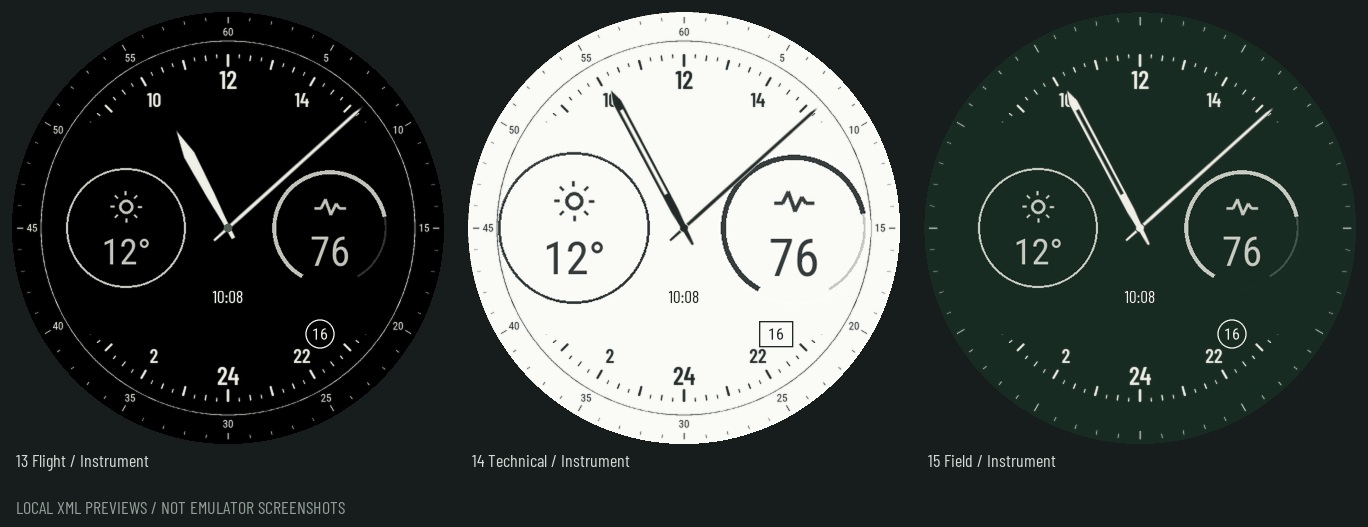 60 60
55 5 55 5
12 12 12
10 14 10 14 10 14
50 10 50 10
45 12° 76 15 45 12° 76 15 12° 76
10:08 10:08 10:08
40 16 20 40 16 20 16
2 22 2 22 2 22
24 24 24
35 25 35 25
30 30
13 Flight / Instrument 14 Technical / Instrument 15 Field / Instrument
LOCAL XML PREVIEWS / NOT EMULATOR SCREENSHOTS